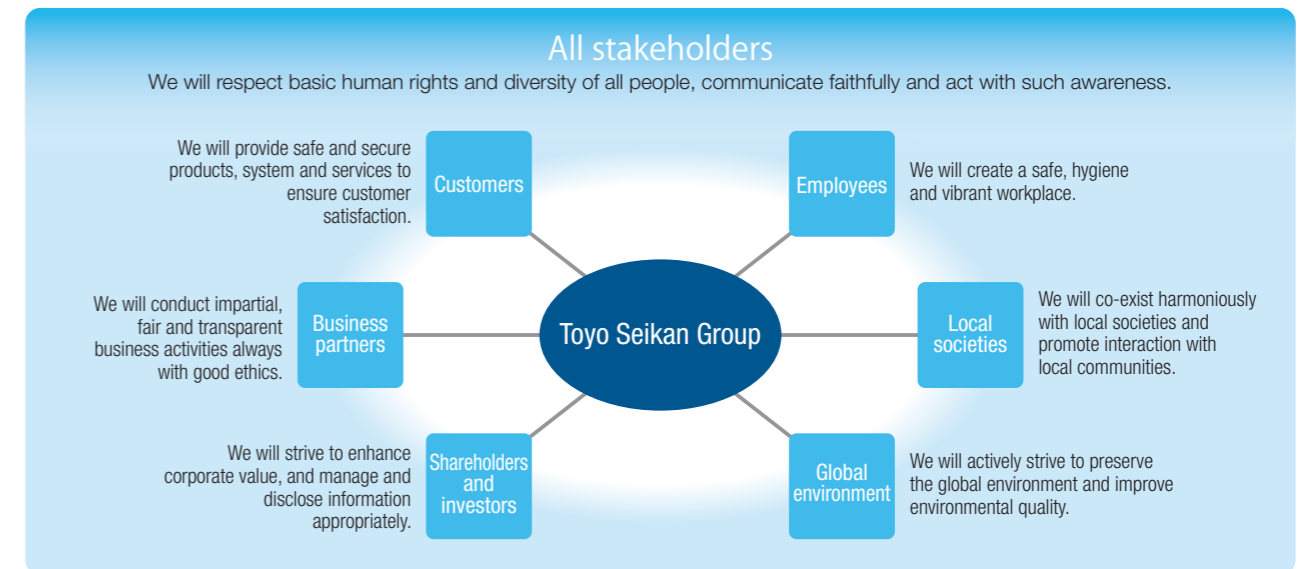 All stakeholders
We will respect basic human rights and diversity of all people, communicate faithfully and act with such awareness.
We will provide safe and secure
products, system and services to
ensure customer
satisfaction.
Customers
Employees
We will create a safe, hygiene
and vibrant workplace.
We will conduct impartial,
fair and transparent
business activities always
with good ethics.
Business
partners
Toyo Seikan Group
Local
societies
We will co-exist harmoniously
with local societies and
promote interaction with
local communities.
We will strive to enhance
corporate value, and manage and
disclose information
appropriately.
Shareholders
and
investors
Global
environment
We will actively strive to preserve
the global environment and improve
environmental quality.